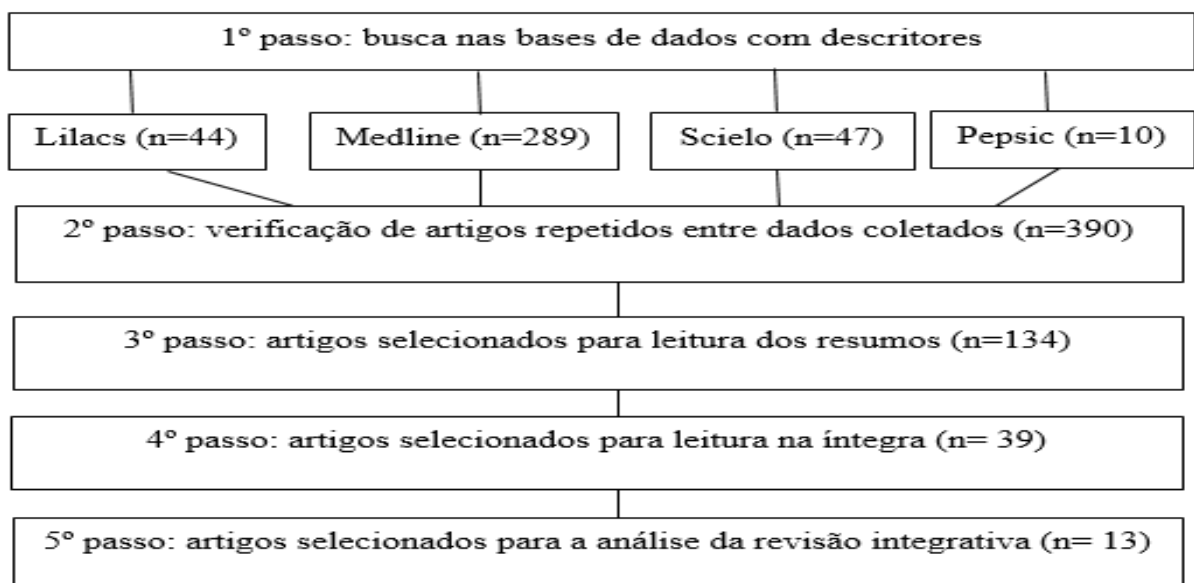 1º passo: busca nas bases de dados com descritores
Lilacs (n=44)
Medline (n=289)
Scielo (n=47)
Pepsic (n=10)
2º passo: verificação de artigos repetidos entre dados coletados (n=390)
3º passo: artigos selecionados para leitura dos resumos (n=134)
4º passo: artigos selecionados para leitura na íntegra (n= 39)
5º passo: artigos selecionados para a análise da revisão integrativa (n= 13)